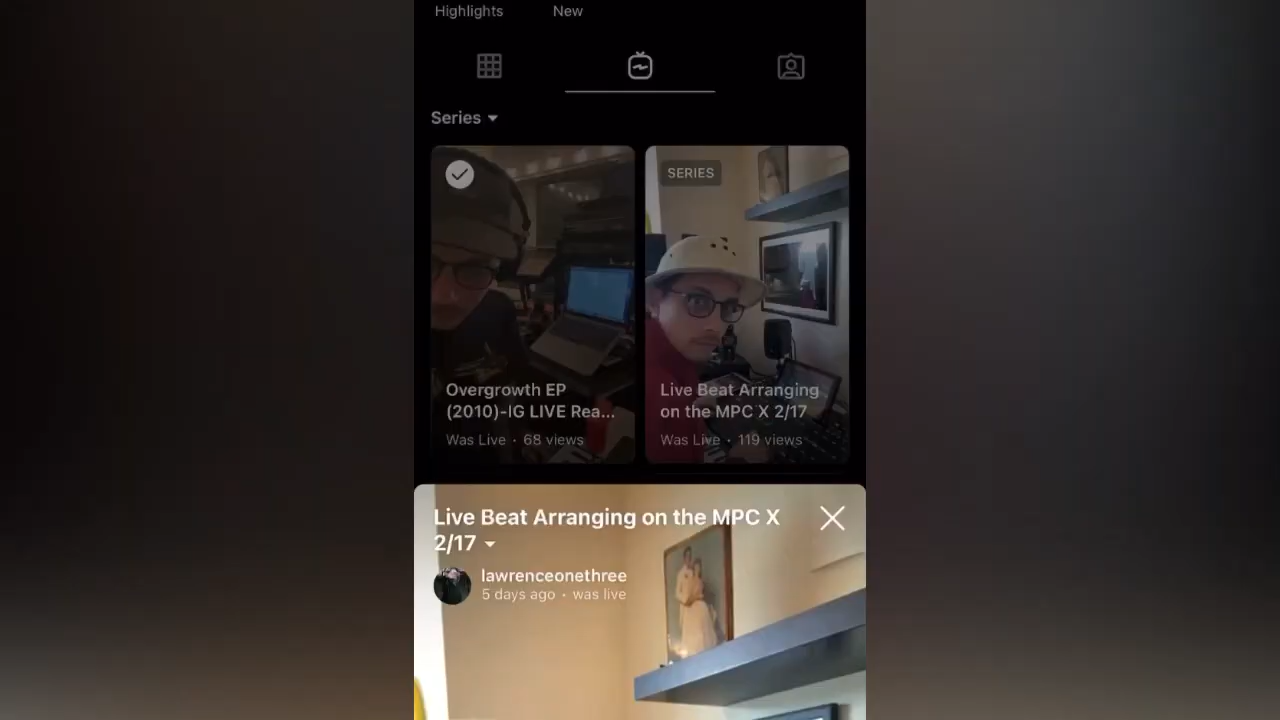 Highlights
New
Series
SERIES
Overgrowth EP
(2010)-IG LIVE Rea...
Was Live · 68 views
Live Beat Arranging
on the MPC X 2/17
Was Live · 119 views
Live Beat Arranging on the MPC X
2/17
lawrenceonethree
5 days ago · was live